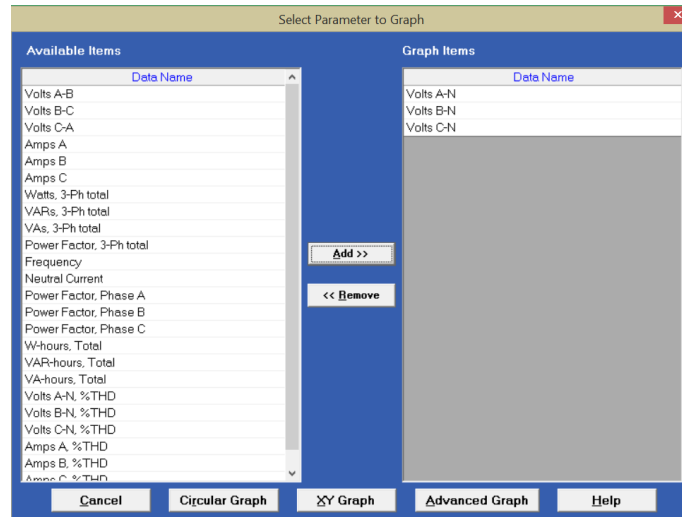 Select Parameter to Graph
x
Available Items
Data Name
Volts A-B
Volts B-C
Volts C-A
Amps A
Amps B
Amps C
Watts, 3-Ph total
VARs, 3-Ph total
VAs, 3-Ph total
Power Factor, 3-Ph total
Frequency
Neutral Current
Power Factor, Phase A
Power Factor, Phase B
Power Factor, Phase C
W-hours, Total
VAR-hours, Total
VA-hours, Total
Volts A-N, %THD
Volts B-N, %THD
Volts C-N, %THD
Amps A, %THD
Amps B, %THD
Amps C, %THD
Add >>
<< Remove
Graph Items
Data Name
Volts A-N
Volts B-N
Volts C-N
Cancel
Circular Graph
XY Graph
Advanced Graph
Help